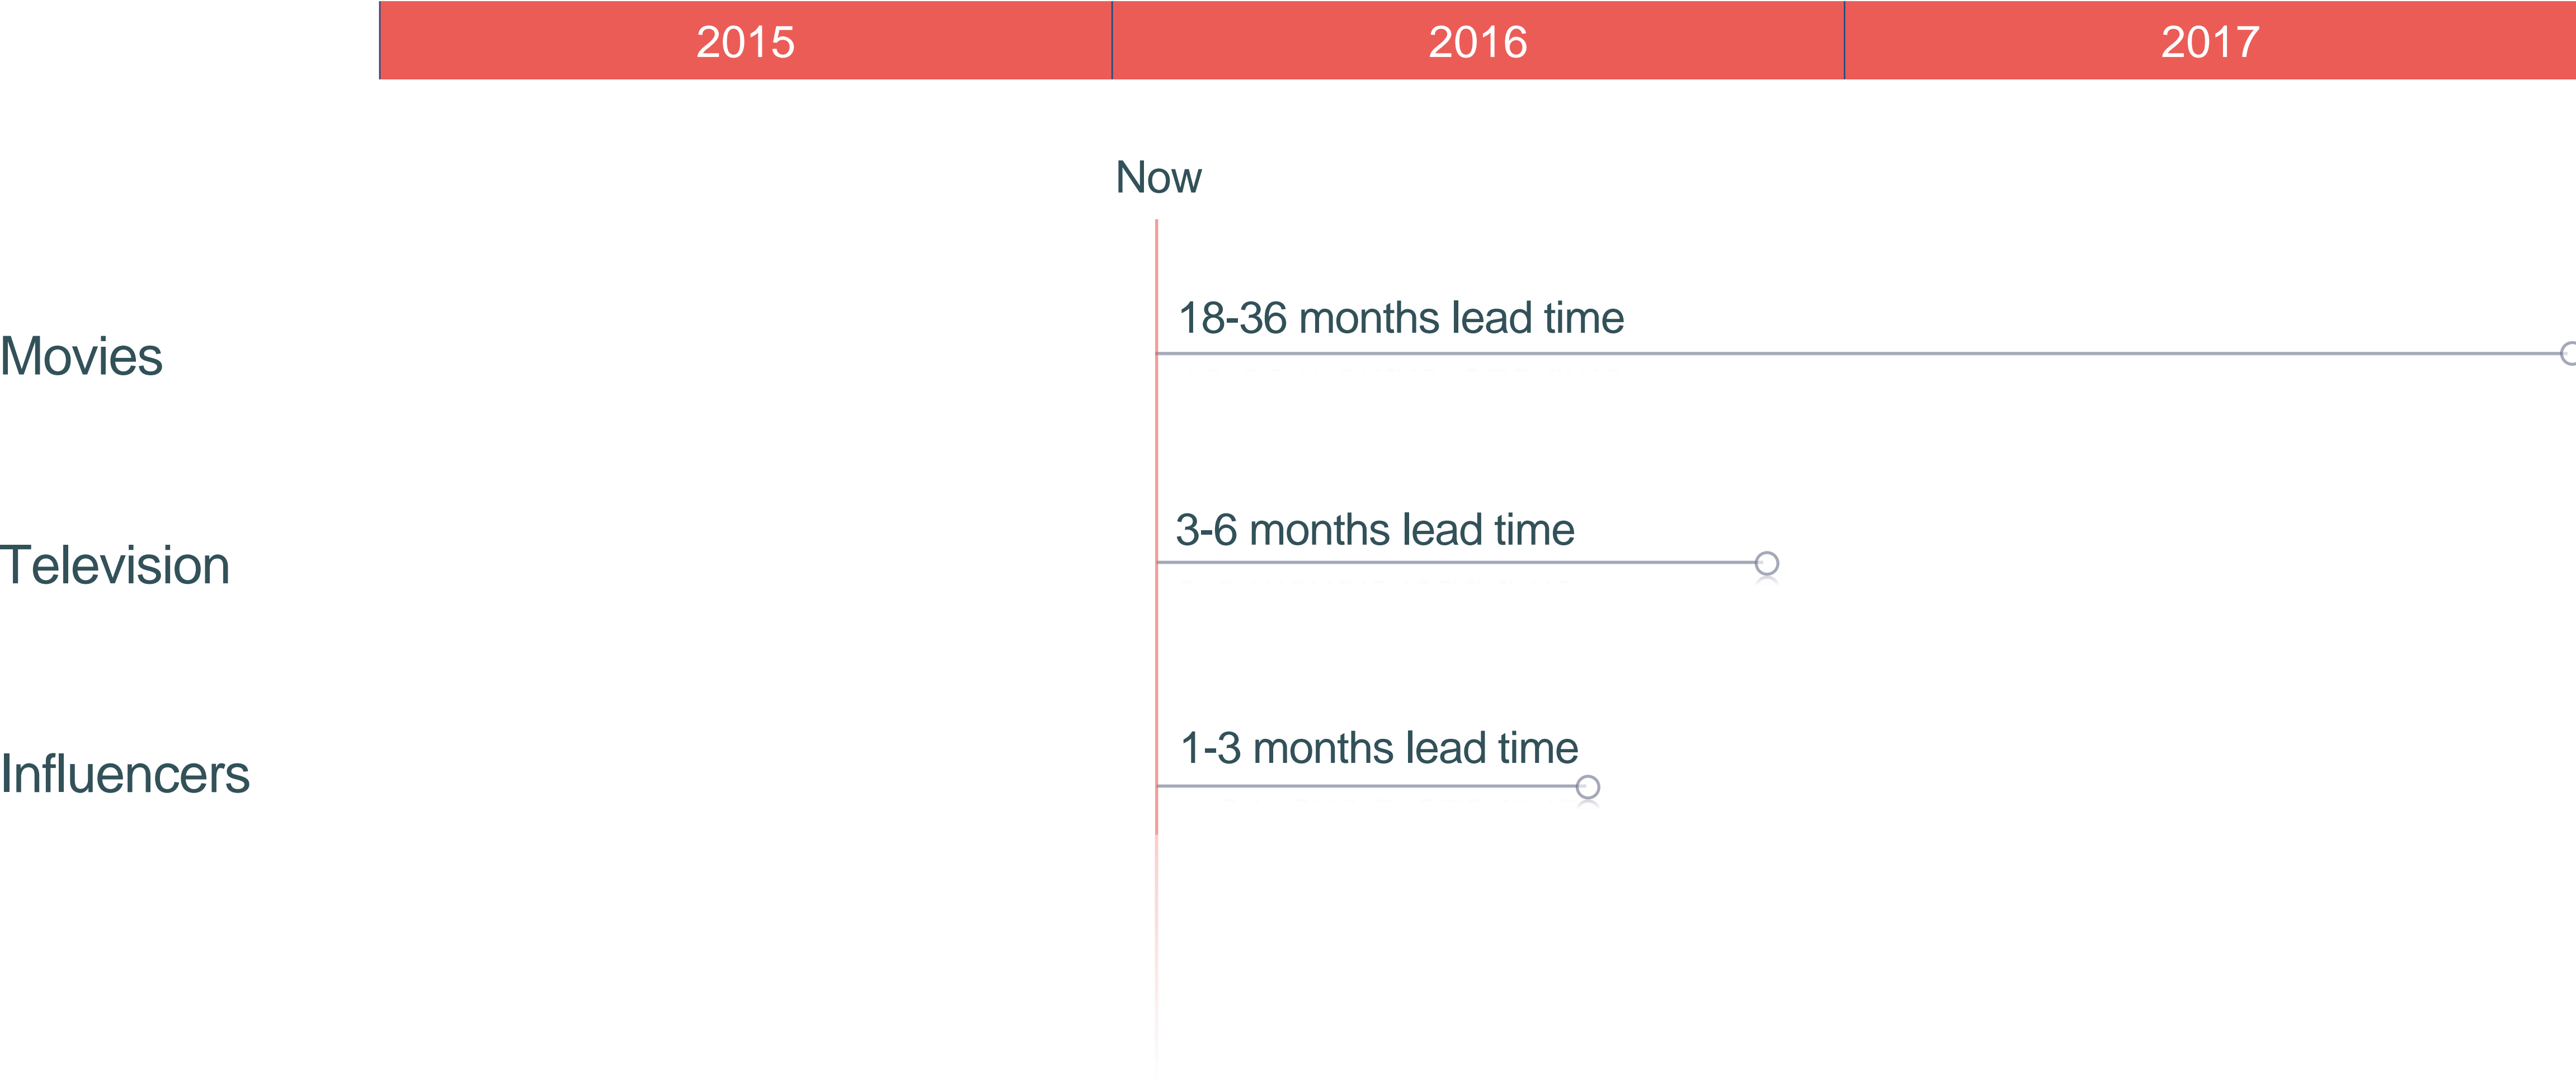 2015
2016
2017
Now
18-36 months lead time
Movies
3-6 months lead time
Television
1-3 months lead time
Influencers